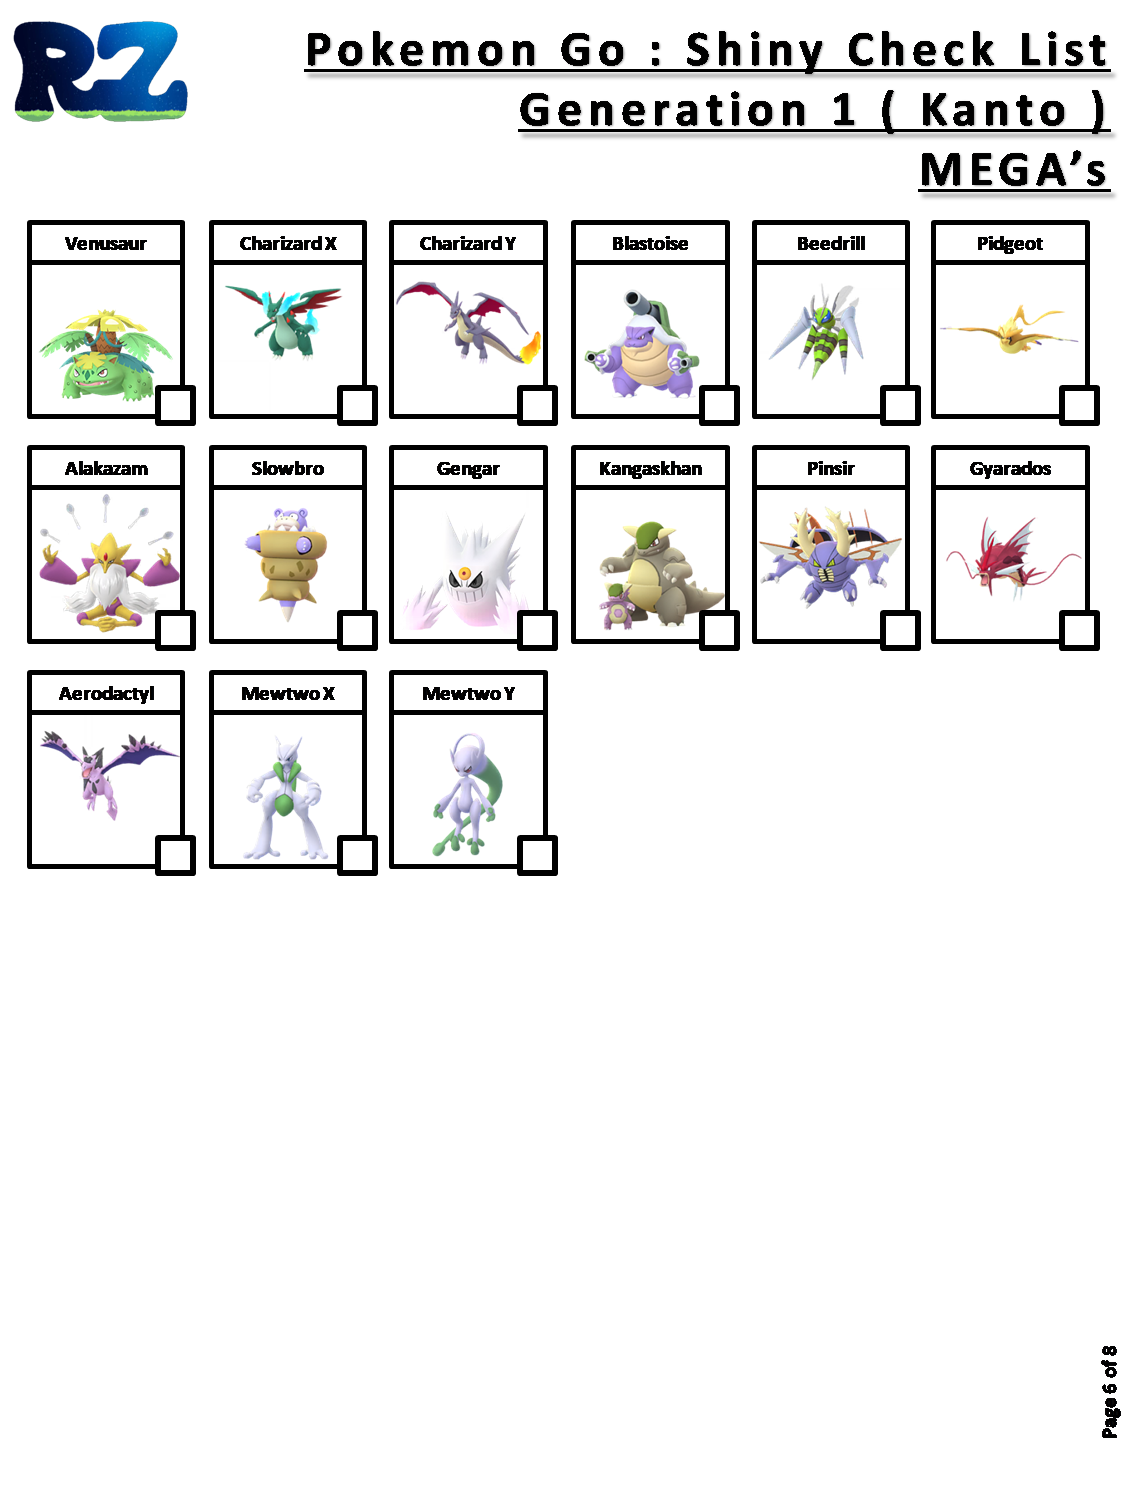 RZ
Pokemon Go : Shiny Check List
Generation 1 ( Kanto )
MEGA’s
Venusaur
Charizard X
Charizard Y
Blastoise
Beedrill
Pidgeot
Alakazam
Slowbro
Gengar
Kangaskhan
Pinsir
Gyarados
Aerodactyl
Mewtwo X
Mewtwo Y
Page 6 of 8